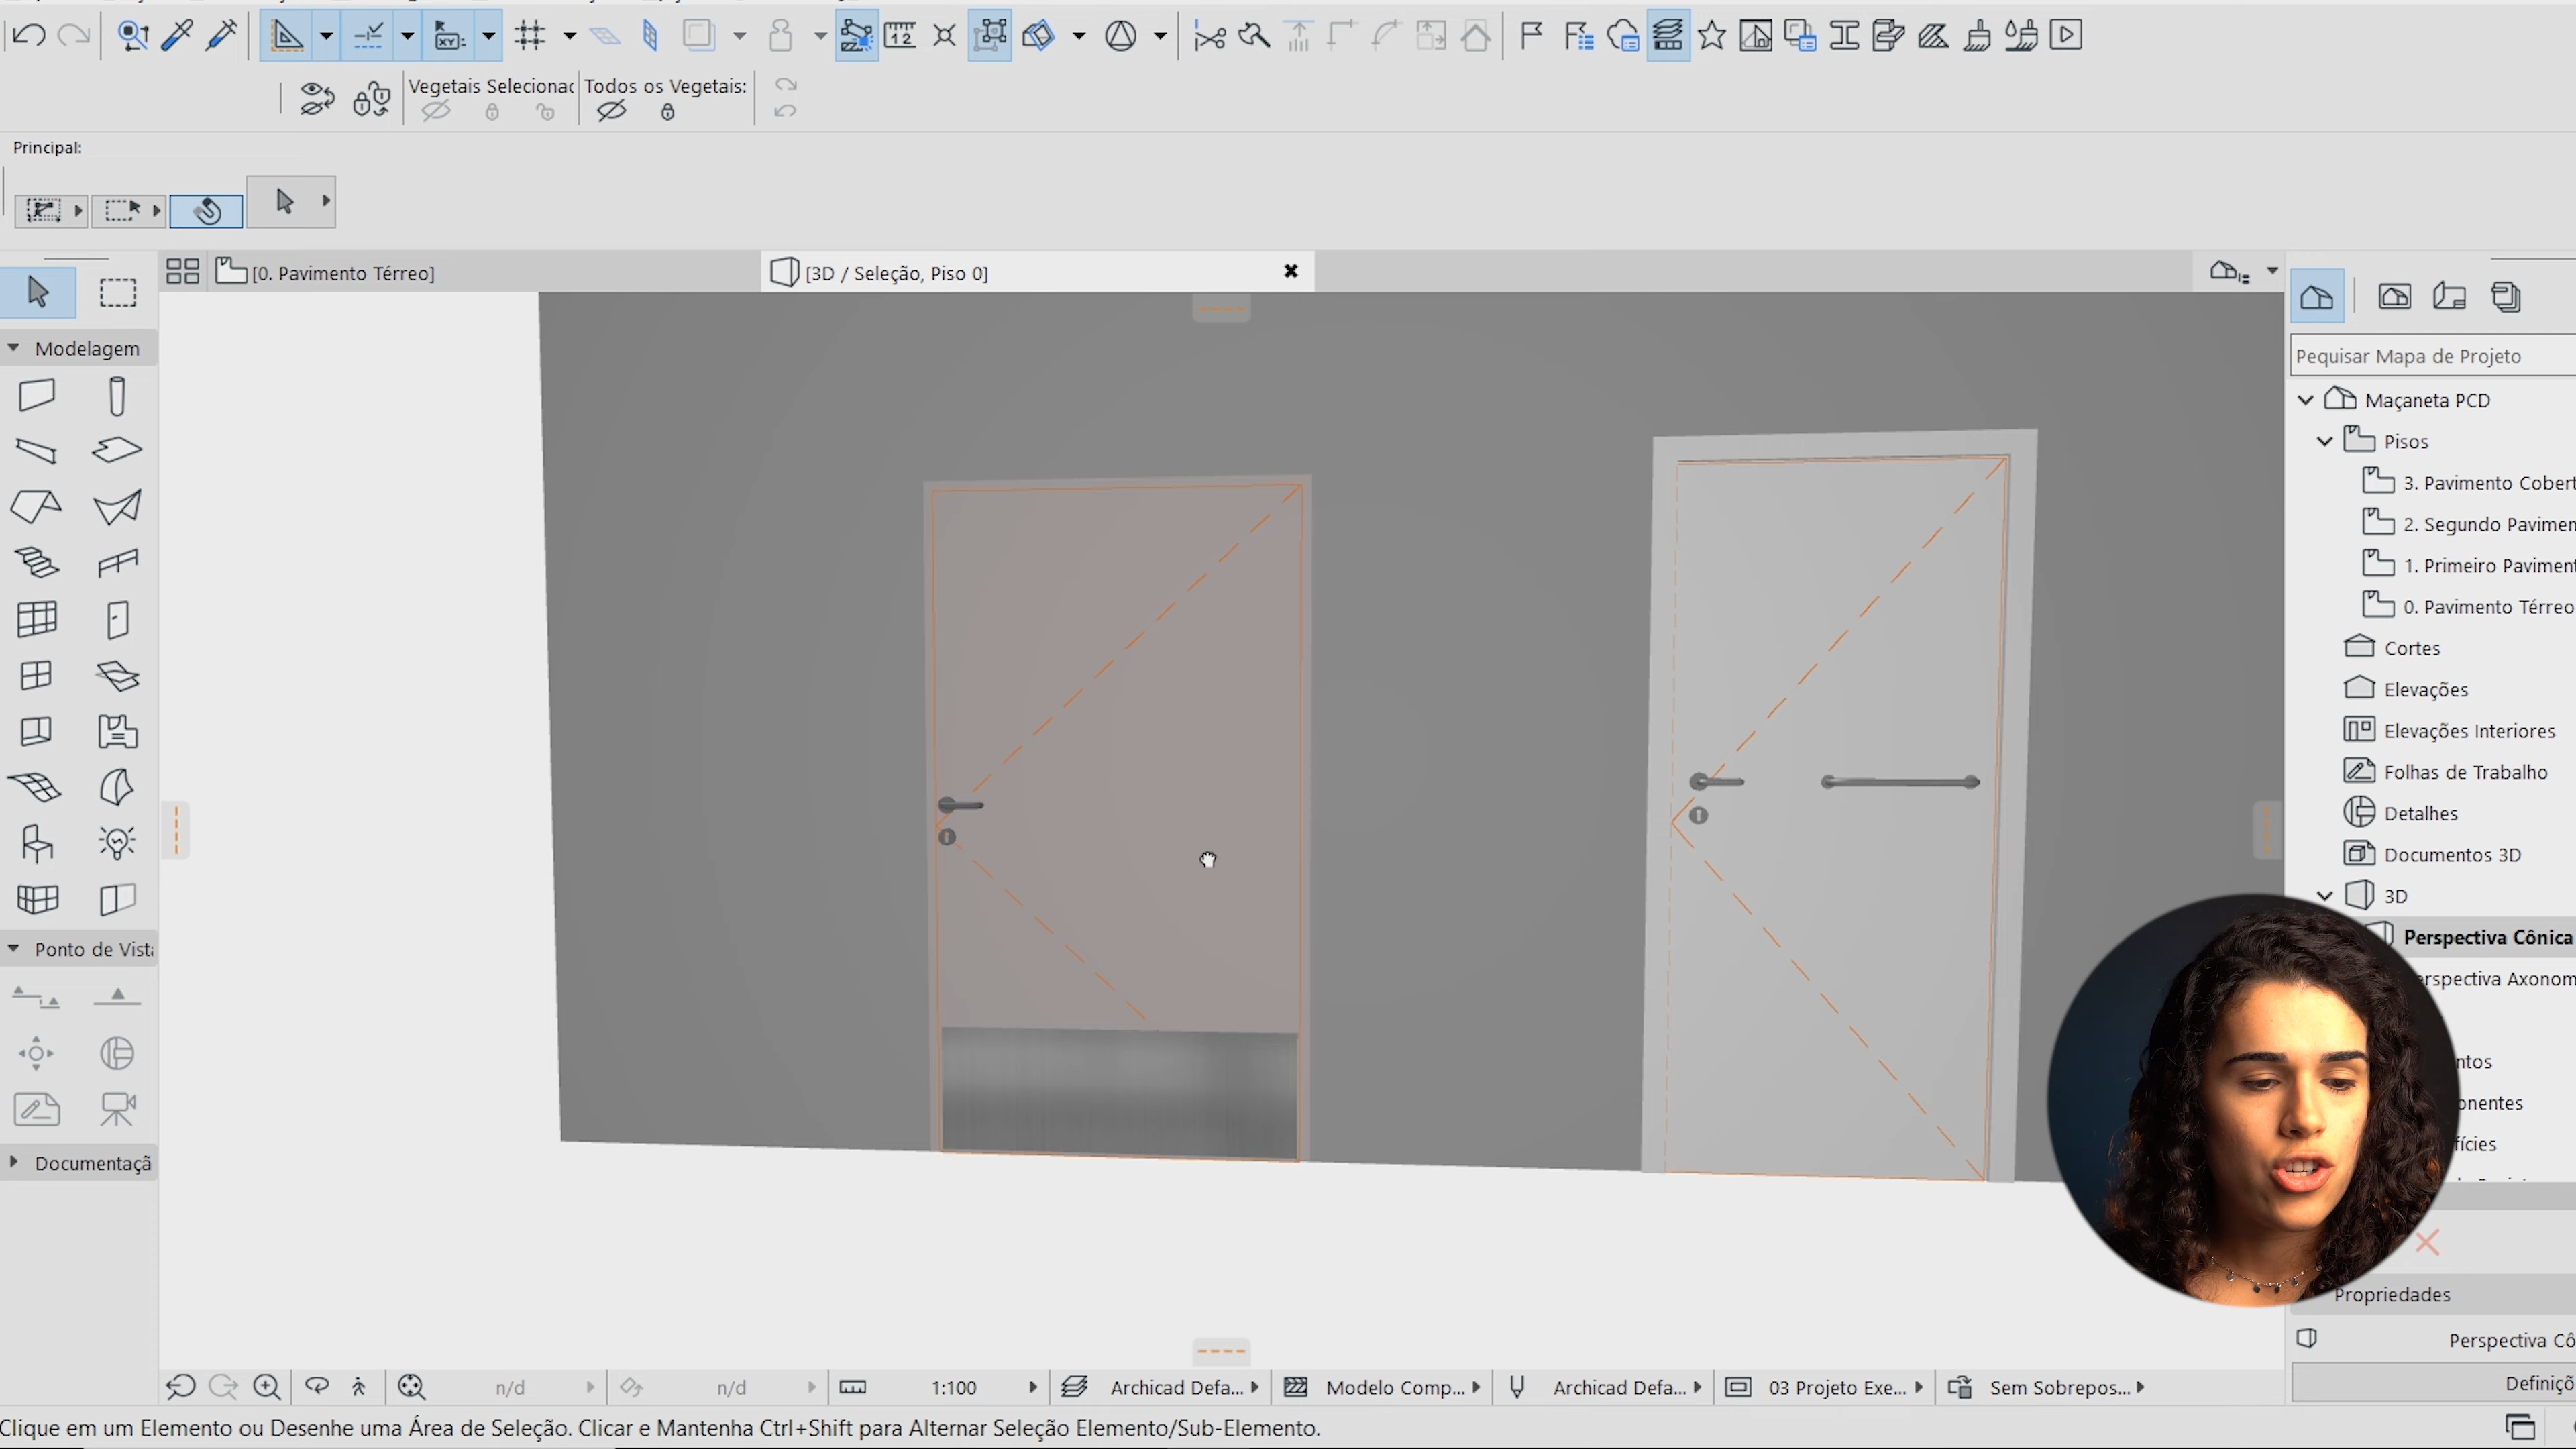 Vegetais Selecionac
Todos os Vegetais:
Principal:
[0. Pavimento Térreo]
[3D / Seleção, Piso 0]
Modelagem
Pequisar Mapa de Projeto
Maçaneta PCD
Pisos
3. Pavimento Cobert
2. Segundo Pavimen
1. Primeiro Paviment
0. Pavimento Térreo
Cortes
Elevações
Elevações Interiores
Folhas de Trabalho
Detalhes
Documentos 3D
3D
Perspectiva Cônica
erspectiva Axonom
ntos
onentes
fícies
Ponto de Vista
Documentaçã
Propriedades
Perspectiva Cô
Definiçõ
n/d
n/d
1:100
Archicad Defa...
Modelo Comp...
Archicad Defa...
03 Projeto Exe...
Sem Sobrepos...
Clique em um Elemento ou Desenhe uma Área de Seleção. Clicar e Mantenha Ctrl+Shift para Alternar Seleção Elemento/Sub-Elemento.